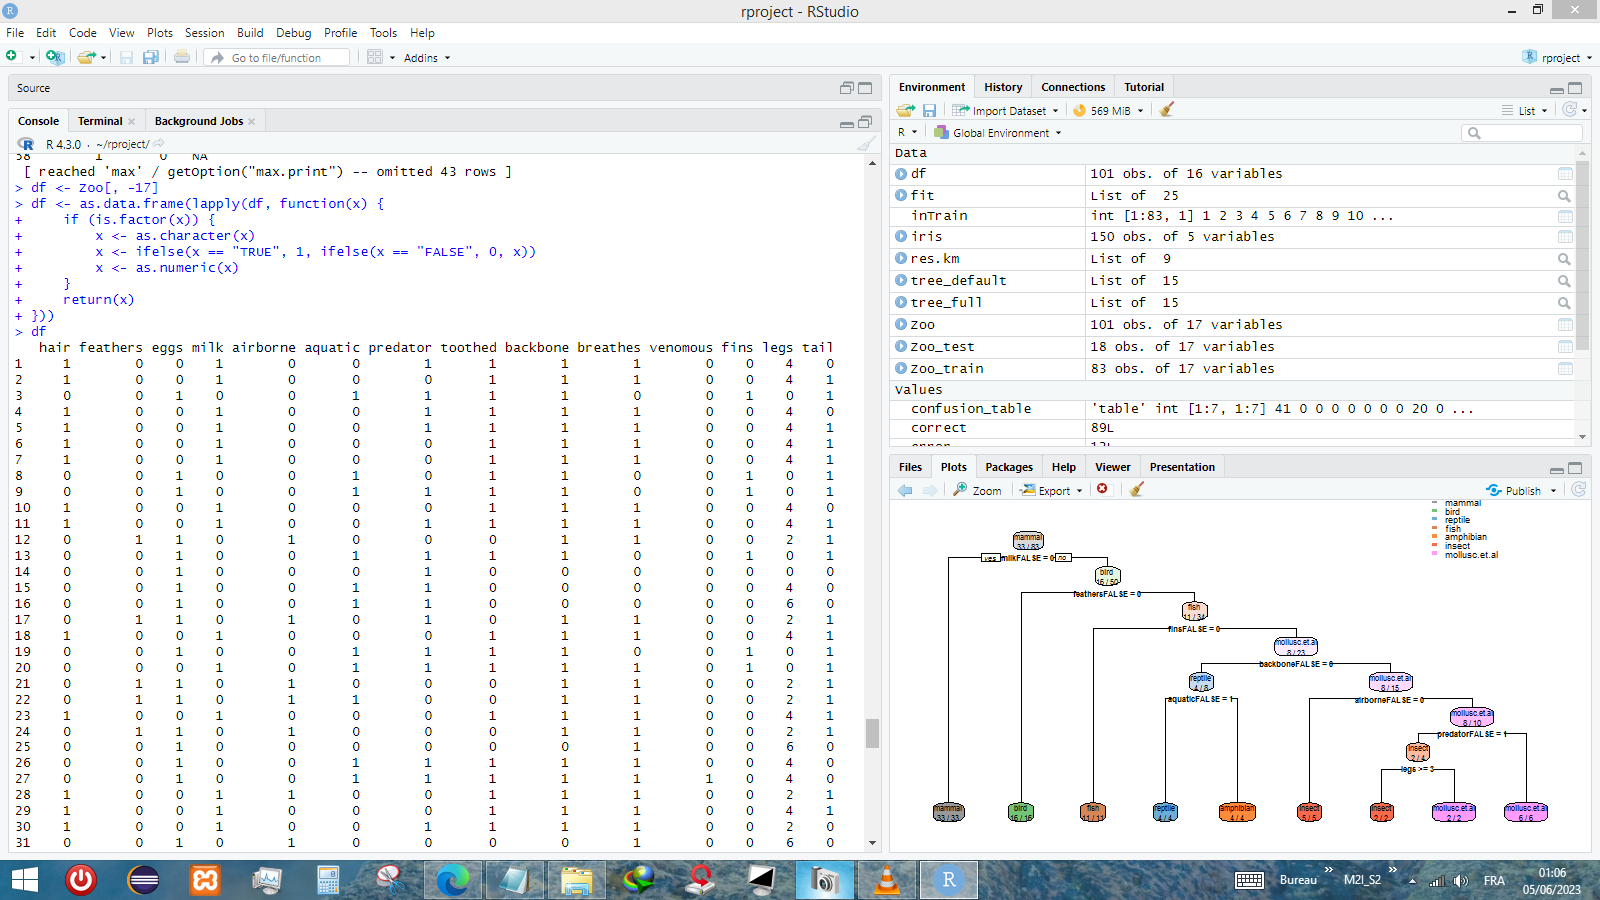 rproject - RStudio
File Edit Code View Plots Session Build Debug Profile Tools Help
Go to file/function
Addins
rproject
Source
Console Terminal Background Jobs
R 4.3.0 · ~/rproject/
58 1 0 NA
[ reached 'max' / getOption("max.print") -- omitted 43 rows ]
> df <- Zoo[, -17]
> df <- as.data.frame(lapply(df, function(x) {
+ if (is.factor(x)) {
+ x <- as.character(x)
+ x <- ifelse(x == "TRUE", 1, ifelse(x == "FALSE", 0, x))
+ x <- as.numeric(x)
+ }
+ return(x)
+ }))
> df
hair feathers eggs milk airborne aquatic predator toothed backbone breathes venomous fins legs tail
1 1 0 0 1 0 0 1 1 1 1 0 0 4 0
2 1 0 0 1 0 0 0 1 1 1 0 0 4 1
3 0 0 1 0 0 1 1 1 1 0 0 1 0 1
4 1 0 0 1 0 0 1 1 1 1 0 0 4 0
5 1 0 0 1 0 0 1 1 1 1 0 0 4 1
6 1 0 0 1 0 0 0 1 1 1 0 0 4 1
7 1 0 0 1 0 0 0 1 1 1 0 0 4 1
8 0 0 1 0 0 1 0 1 1 0 0 1 0 1
9 0 0 1 0 0 1 1 1 1 0 0 1 0 1
10 1 0 0 1 0 0 0 1 1 1 0 0 4 0
11 1 0 0 1 0 0 1 1 1 1 0 0 4 1
12 0 1 1 0 1 0 0 0 1 1 0 0 2 1
13 0 0 1 0 0 1 1 1 1 0 0 1 0 1
14 0 0 1 0 0 0 1 0 0 0 0 0 0 0
15 0 0 1 0 0 1 1 0 0 0 0 0 4 0
16 0 0 1 0 0 1 1 0 0 0 0 0 6 0
17 0 1 1 0 1 0 1 0 1 1 0 0 2 1
18 1 0 0 1 0 0 0 1 1 1 0 0 4 1
19 0 0 1 0 0 1 1 1 1 0 0 1 0 1
20 0 0 1 0 0 1 1 1 1 1 0 1 0 1
21 0 1 1 0 1 0 0 0 1 1 0 0 2 1
22 0 1 1 0 1 1 0 0 1 1 0 0 2 1
23 1 0 0 1 0 0 0 1 1 1 0 0 4 1
24 0 1 1 0 1 0 0 0 1 1 0 0 2 1
25 0 0 1 0 0 0 0 0 0 1 0 0 6 0
26 0 0 1 0 0 1 1 1 1 1 0 0 4 0
27 0 0 1 0 0 1 1 1 1 1 1 0 4 0
28 1 0 0 1 1 0 0 1 1 1 0 0 2 1
29 1 0 0 1 0 0 0 1 1 1 0 0 4 1
30 1 0 0 1 0 0 1 1 1 1 0 0 2 0
31 0 0 1 0 1 0 0 0 0 1 0 0 6 0
Environment History Connections Tutorial
Import Dataset 569 MiB List
R Global Environment
Data
df 101 obs. of 16 variables
fit List of 25
inTrain int [1:83, 1] 1 2 3 4 5 6 7 8 9 10 ...
iris 150 obs. of 5 variables
res.km List of 9
tree_default List of 15
tree_full List of 15
Zoo 101 obs. of 17 variables
Zoo_test 18 obs. of 17 variables
Zoo_train 83 obs. of 17 variables
Values
confusion_table 'table' int [1:7, 1:7] 41 0 0 0 0 0 0 0 20 0 ...
correct 89L
error 12L
Files Plots Packages Help Viewer Presentation
Zoom Export Publish
mammal
bird
reptile
fish
amphibian
insect
mollusc.et.al
mammal
33 / 83
yes milkFALSE = 0 no
bird
16 / 50
feathersFALSE = 0
fish
11 / 34
finsFALSE = 0
mollusc.et.al
8 / 23
backboneFALSE = 0
reptile
4 / 8
mollusc.et.al
8 / 15
aquaticFALSE = 1
airborneFALSE = 0
mollusc.et.al
8 / 10
predatorFALSE = 1
insect
2 / 4
legs >= 3
mammal bird fish reptile amphibian insect insect mollusc.et.al mollusc.et.al
33 / 33 16 / 16 11 / 11 4 / 4 4 / 4 5 / 5 2 / 2 2 / 2 6 / 6
Bureau M2I_S2 FRA
01:06
05/06/2023